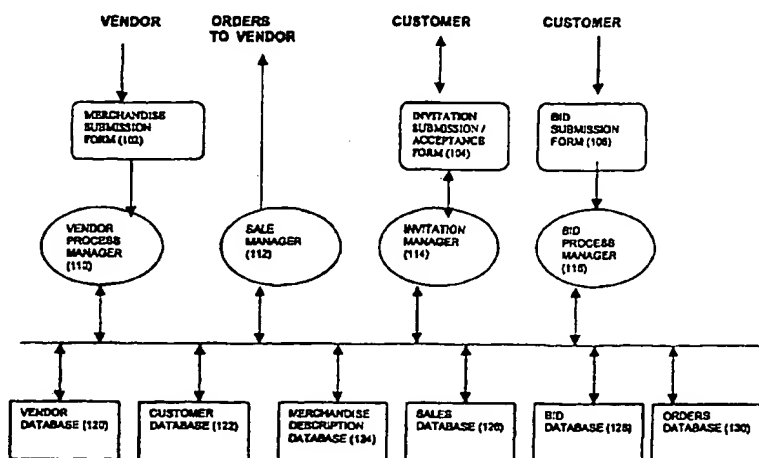 VENDOR
ORDERS
TO VENDOR
CUSTOMER
CUSTOMER
MERCHANDISE
SUBMISSION
FORM (102)
INVITATION
SUBMISSION /
ACCEPTANCE
FORM (104)
BID
SUBMISSION
FORM (106)
VENDOR
PROCESS
MANAGER
(110)
SALE
MANAGER
(112)
INVITATION
MANAGER
(114)
BID
PROCESS
MANAGER
(116)
VENDOR
DATABASE (120)
CUSTOMER
DATABASE (122)
MERCHANDISE
DESCRIPTION
DATABASE (124)
SALES
DATABASE (126)
BID
DATABASE (128)
ORDERS
DATABASE (130)